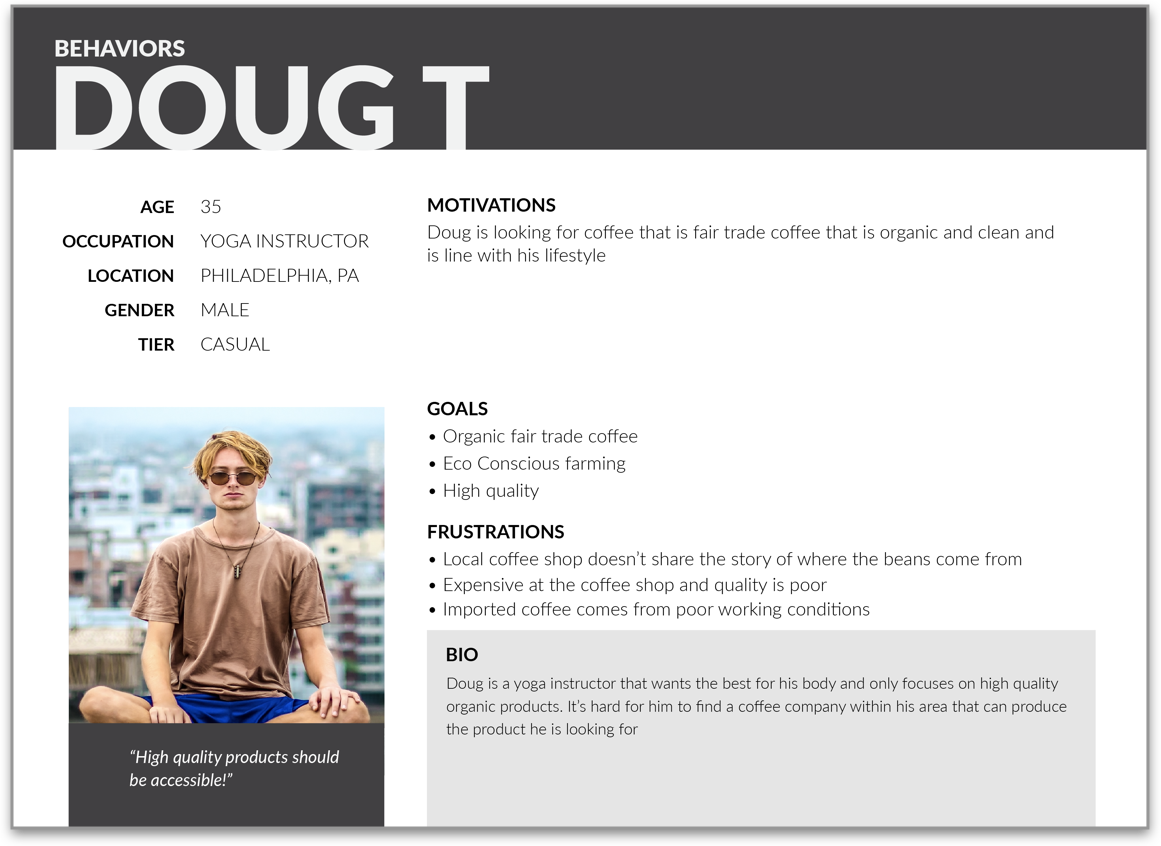 BEHAVIORS
DOUG T
AGE 35
OCCUPATION YOGA INSTRUCTOR
LOCATION PHILADELPHIA, PA
GENDER MALE
TIER CASUAL
MOTIVATIONS
Doug is looking for coffee that is fair trade coffee that is organic and clean and
is line with his lifestyle
GOALS
• Organic fair trade coffee
• Eco Conscious farming
• High quality
FRUSTRATIONS
• Local coffee shop doesn’t share the story of where the beans come from
• Expensive at the coffee shop and quality is poor
• Imported coffee comes from poor working conditions
BIO
Doug is a yoga instructor that wants the best for his body and only focuses on high quality
organic products. It’s hard for him to find a coffee company within his area that can produce
the product he is looking for
“High quality products should
be accessible!”